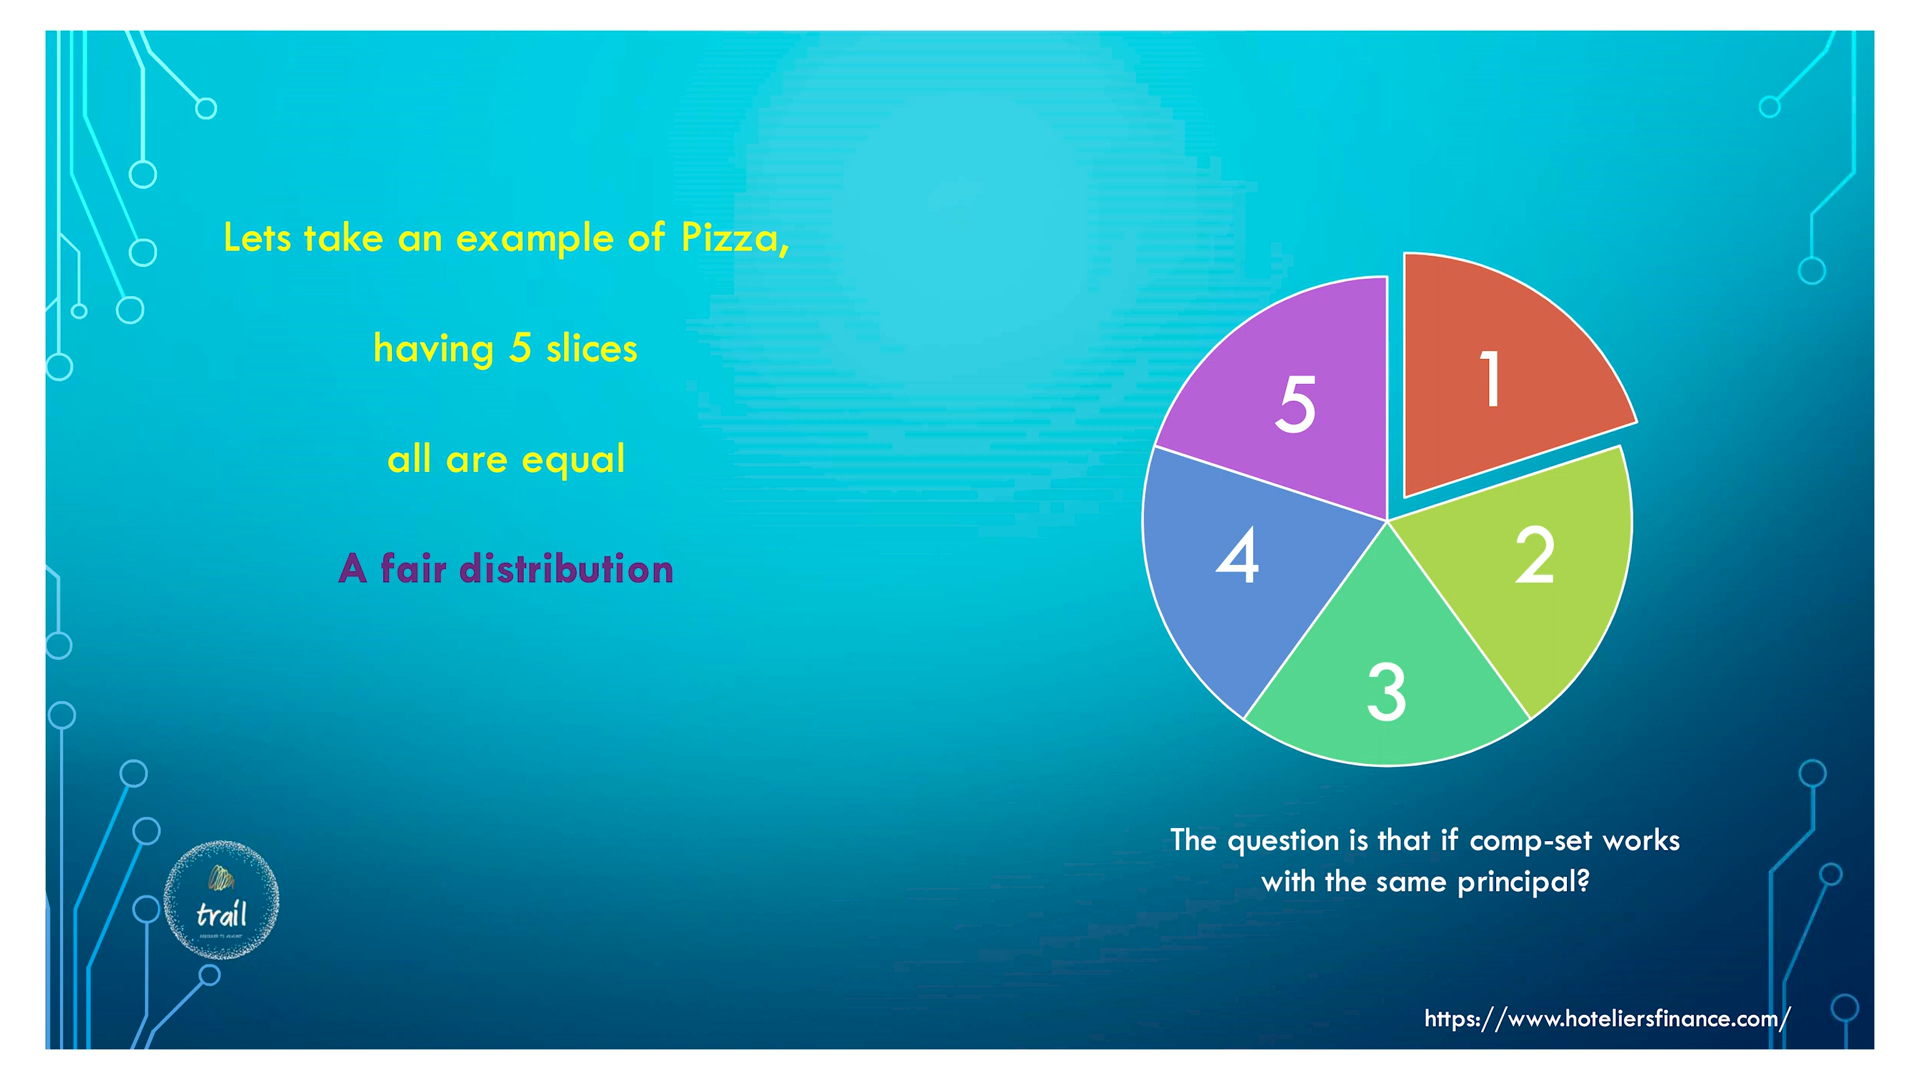 Lets take an example of Pizza,
having 5 slices
all are equal
A fair distribution
1
2
3
4
5
The question is that if comp-set works
with the same principal?
trail
https://www.hoteliersfinance.com/